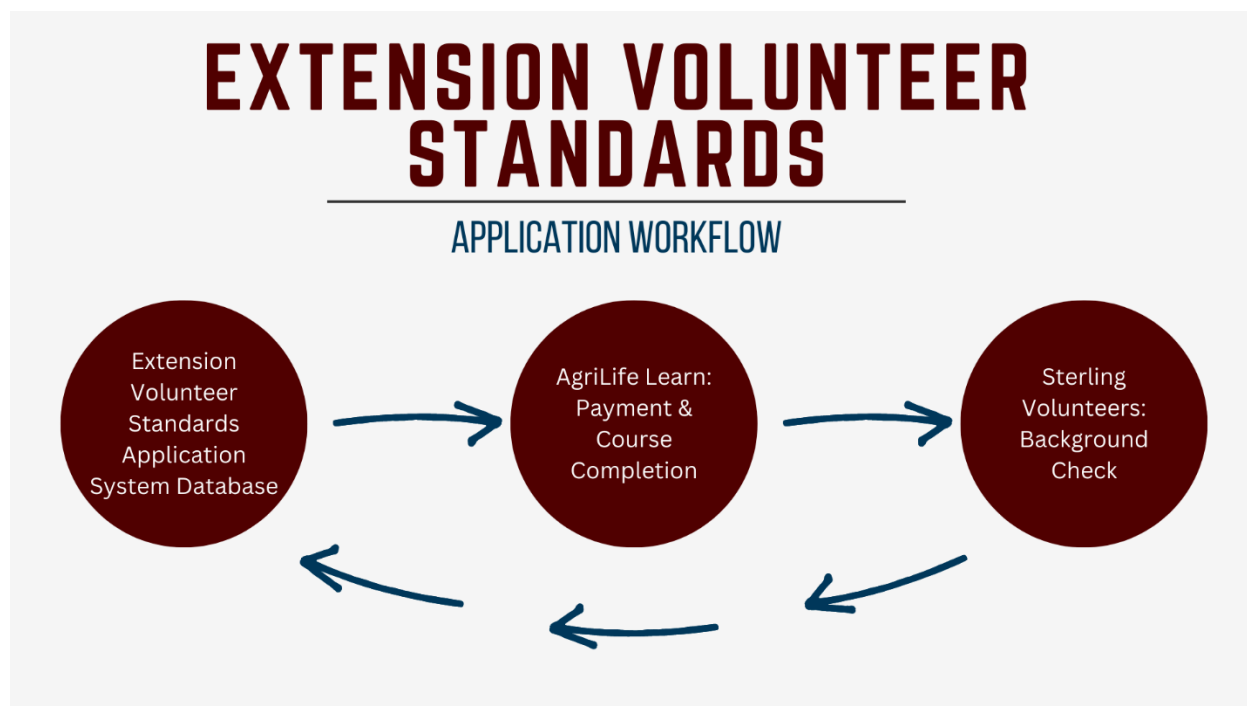 EXTENSION VOLUNTEER
STANDARDS
APPLICATION WORKFLOW
Extension
Volunteer
Standards
Application
System Database
AgriLife Learn:
Payment &
Course
Completion
Sterling
Volunteers:
Background
Check